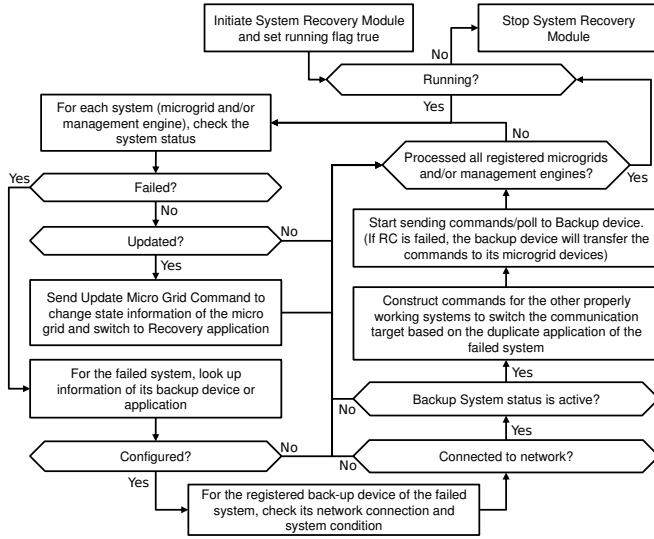 Initiate System Recovery Module
and set running flag true
Stop System Recovery
Module
No
Running?
Yes
For each system (microgrid and/or
management engine), check the
system status
No
Yes
Failed?
Processed all registered microgrids
and/or management engines?
Yes
No
Updated?
No
Start sending commands/poll to Backup device.
(If RC is failed, the backup device will transfer the
commands to its microgrid devices)
Yes
Send Update Micro Grid Command to
change state information of the micro
grid and switch to Recovery application
Construct commands for the other properly
working systems to switch the communication
target based on the duplicate application of the
failed system
For the failed system, look up
information of its backup device or
application
Yes
Backup System status is active?
No
Yes
Configured?
No
No
Connected to network?
Yes
For the registered back-up device of the failed
system, check its network connection and
system condition